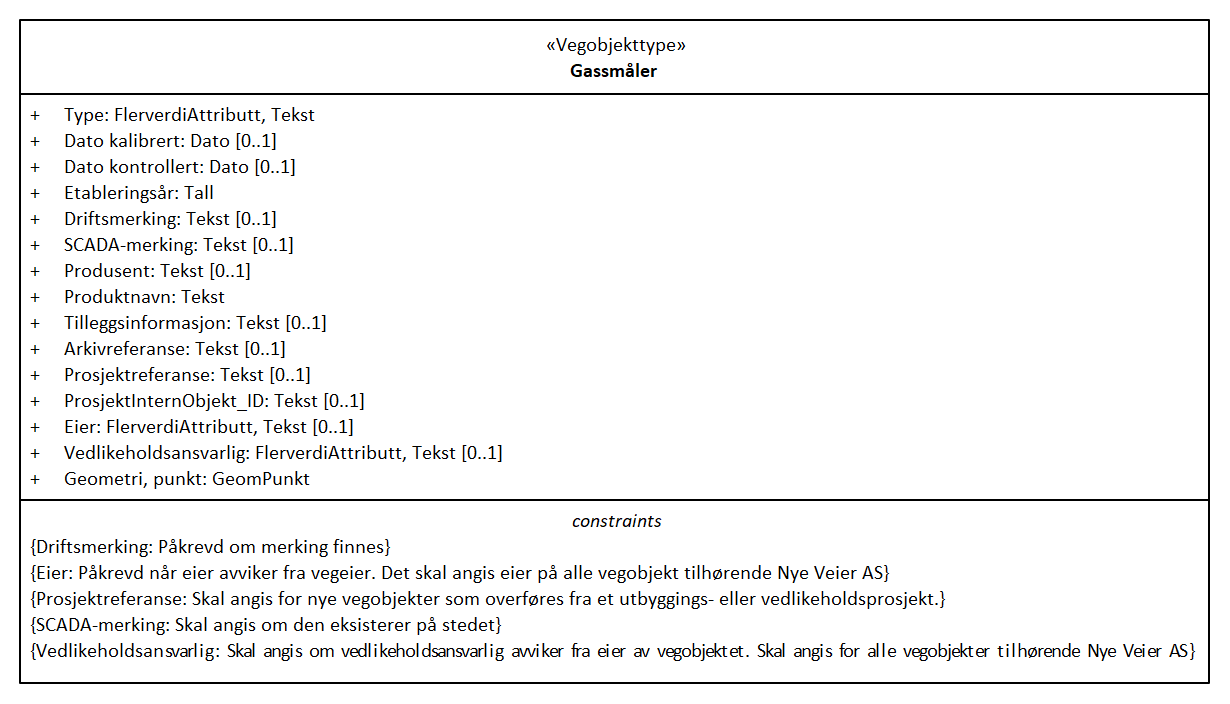 «Vegobjekttype»
Gassmåler
+ Type: FlerverdiAttributt, Tekst
+ Dato kalibrert: Dato [0..1]
+ Dato kontrollert: Dato [0..1]
+ Etableringsår: Tall
+ Driftsmerking: Tekst [0..1]
+ SCADA-merking: Tekst [0..1]
+ Produsent: Tekst [0..1]
+ Produktnavn: Tekst
+ Tilleggsinformasjon: Tekst [0..1]
+ Arkivreferanse: Tekst [0..1]
+ Prosjektreferanse: Tekst [0..1]
+ ProsjektInternObjekt_ID: Tekst [0..1]
+ Eier: FlerverdiAttributt, Tekst [0..1]
+ Vedlikeholdsansvarlig: FlerverdiAttributt, Tekst [0..1]
+ Geometri, punkt: GeomPunkt
constraints
{Driftsmerking: Påkrevd om merking finnes}
{Eier: Påkrevd når eier avviker fra vegeier. Det skal angis eier på alle vegobjekt tilhørende Nye Veier AS}
{Prosjektreferanse: Skal angis for nye vegobjekter som overføres fra et utbyggings- eller vedlikeholdsprosjekt.}
{SCADA-merking: Skal angis om den eksisterer på stedet}
{Vedlikeholdsansvarlig: Skal angis om vedlikeholdsansvarlig avviker fra eier av vegobjektet. Skal angis for alle vegobjekter tilhørende Nye Veier AS}